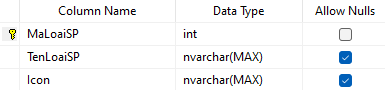 Column Name Data Type Allow Nulls
MaLoaiSP int
TenLoaiSP nvarchar(MAX)
Icon nvarchar(MAX)